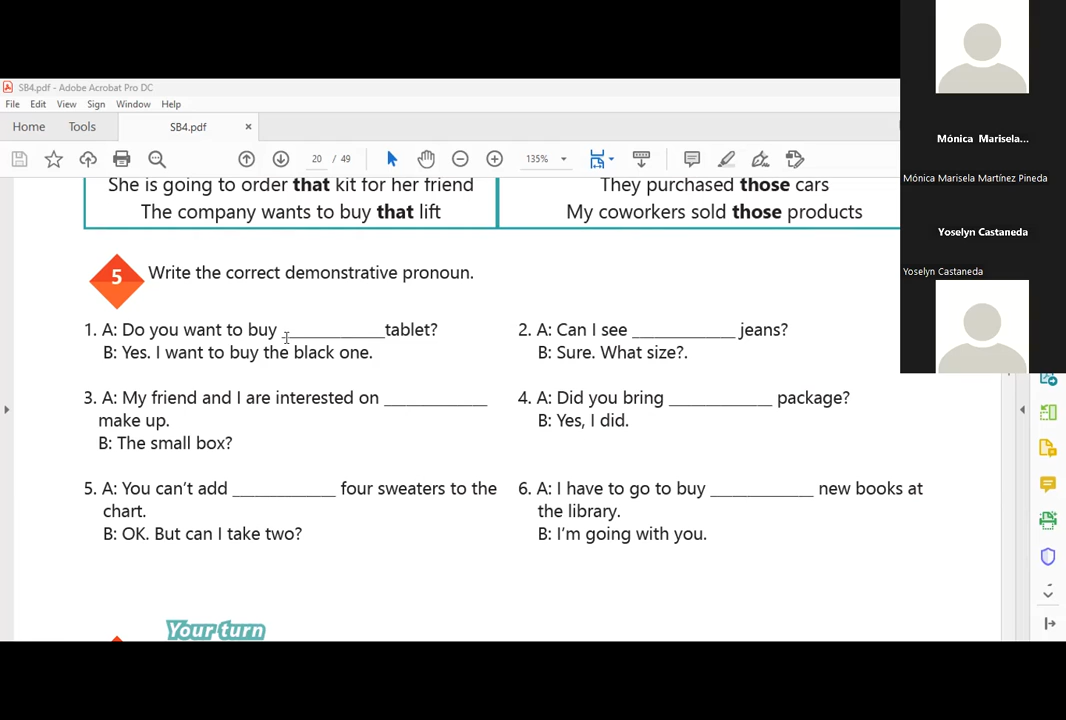 SB4.pdf - Adobe Acrobat Pro DC
File Edit View Sign Window Help
Home Tools SB4.pdf ×
20 / 49 135%
She is going to order that kit for her friend
The company wants to buy that lift
They purchased those cars
My coworkers sold those products
5 Write the correct demonstrative pronoun.
1. A: Do you want to buy ____________tablet?
B: Yes. I want to buy the black one.
2. A: Can I see ____________ jeans?
B: Sure. What size?.
3. A: My friend and I are interested on ____________
make up.
B: The small box?
4. A: Did you bring ____________ package?
B: Yes, I did.
5. A: You can't add ____________ four sweaters to the
chart.
B: OK. But can I take two?
6. A: I have to go to buy ____________ new books at
the library.
B: I'm going with you.
Your turn
Mónica Marisela...
Mónica Marisela Martínez Pineda
Yoselyn Castaneda
Yoselyn Castaneda